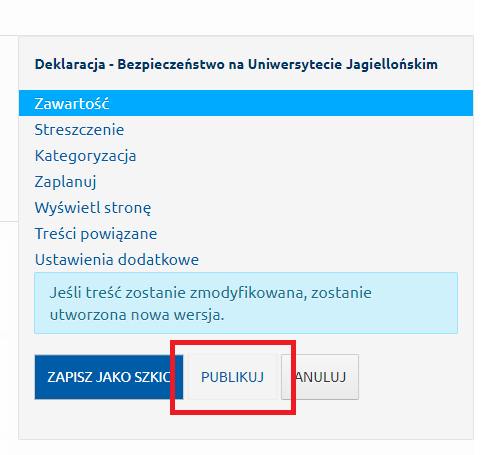 Deklaracja - Bezpieczeństwo na Uniwersytecie Jagiellońskim
Zawartość
Streszczenie
Kategoryzacja
Zaplanuj
Wyświetl stronę
Treści powiązane
Ustawienia dodatkowe
Jeśli treść zostanie zmodyfikowana, zostanie
utworzona nowa wersja.
ZAPISZ JAKO SZKIC PUBLIKUJ ANULUJ